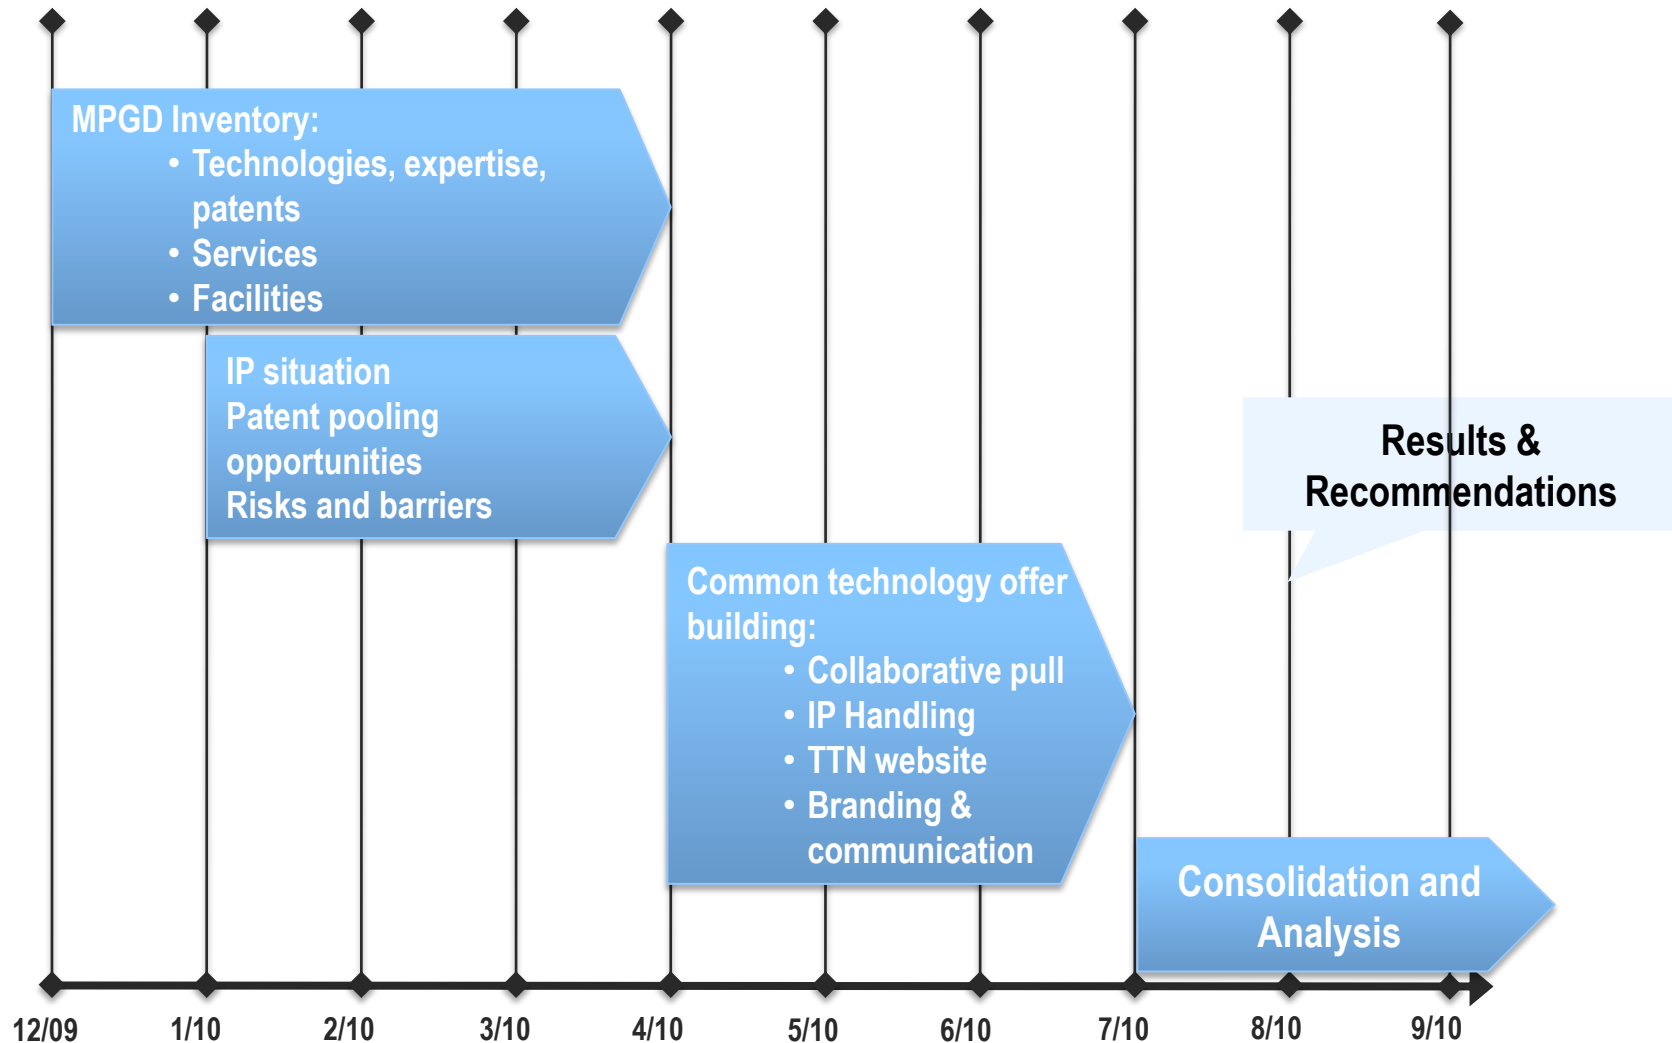 MPGD Inventory:
• Technologies, expertise,
patents
• Services
• Facilities
IP situation
Patent pooling
opportunities
Risks and barriers
Results &
Recommendations
Common technology offer
building:
• Collaborative pull
• IP Handling
• TTN website
• Branding &
communication
Consolidation and
Analysis
12/09 1/10 2/10 3/10 4/10 5/10 6/10 7/10 8/10 9/10